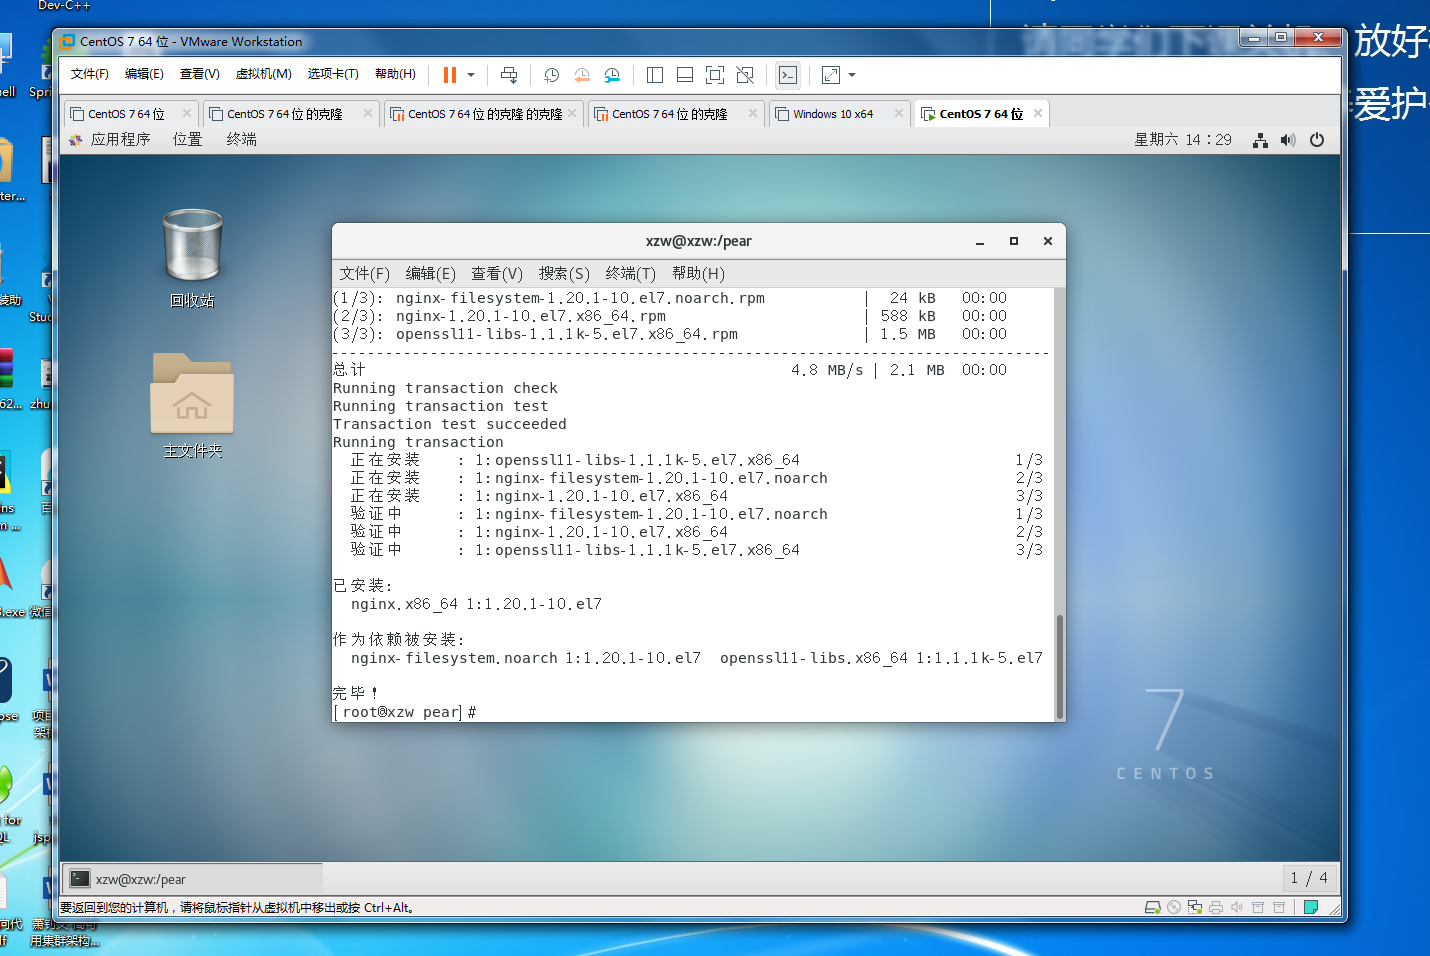 Dev-C++
CentOS 7 64 位 - VMware Workstation
文件(F) 编辑(E) 查看(V) 虚拟机(M) 选项卡(T) 帮助(H)
CentOS 7 64 位 CentOS 7 64 位 的克隆 CentOS 7 64 位 的克隆 的克隆 CentOS 7 64 位 的克隆 Windows 10 x64 CentOS 7 64 位
应用程序 位置 终端 星期六 14：29
放好
爱护
回收站
主文件夹
xzw@xzw:/pear
文件(F) 编辑(E) 查看(V) 搜索(S) 终端(T) 帮助(H)
(1/3): nginx-filesystem-1.20.1-10.el7.noarch.rpm | 24 kB 00:00
(2/3): nginx-1.20.1-10.el7.x86_64.rpm | 588 kB 00:00
(3/3): openssl11-libs-1.1.1k-5.el7.x86_64.rpm | 1.5 MB 00:00
--------------------------------------------------------------------------------
总计 4.8 MB/s | 2.1 MB 00:00
Running transaction check
Running transaction test
Transaction test succeeded
Running transaction
正在安装 : 1:openssl11-libs-1.1.1k-5.el7.x86_64 1/3
正在安装 : 1:nginx-filesystem-1.20.1-10.el7.noarch 2/3
正在安装 : 1:nginx-1.20.1-10.el7.x86_64 3/3
验证中 : 1:nginx-filesystem-1.20.1-10.el7.noarch 1/3
验证中 : 1:nginx-1.20.1-10.el7.x86_64 2/3
验证中 : 1:openssl11-libs-1.1.1k-5.el7.x86_64 3/3
已安装:
nginx.x86_64 1:1.20.1-10.el7
作为依赖被安装:
nginx-filesystem.noarch 1:1.20.1-10.el7 openssl11-libs.x86_64 1:1.1.1k-5.el7
完毕！
[root@xzw pear]#
7
CENTOS
xzw@xzw:/pear
1 / 4
要返回到您的计算机，请将鼠标指针从虚拟机中移出或按 Ctrl+Alt。
用集群架构...